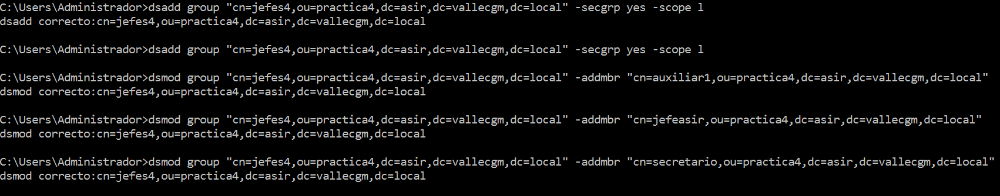 C:\Users\Administrador>dsadd group "cn=jefes4,ou=practica4,dc=asir,dc=vallecgm,dc=local" -secgrp yes -scope l
dsadd correcto:cn=jefes4,ou=practica4,dc=asir,dc=vallecgm,dc=local
C:\Users\Administrador>dsadd group "cn=jefes4,ou=practica4,dc=asir,dc=vallecgm,dc=local" -secgrp yes -scope l
C:\Users\Administrador>dsmod group "cn=jefes4,ou=practica4,dc=asir,dc=vallecgm,dc=local" -addmbr "cn=auxiliar1,ou=practica4,dc=asir,dc=vallecgm,dc=local"
dsmod correcto:cn=jefes4,ou=practica4,dc=asir,dc=vallecgm,dc=local
C:\Users\Administrador>dsmod group "cn=jefes4,ou=practica4,dc=asir,dc=vallecgm,dc=local" -addmbr "cn=jefeasir,ou=practica4,dc=asir,dc=vallecgm,dc=local"
dsmod correcto:cn=jefes4,ou=practica4,dc=asir,dc=vallecgm,dc=local
C:\Users\Administrador>dsmod group "cn=jefes4,ou=practica4,dc=asir,dc=vallecgm,dc=local" -addmbr "cn=secretario,ou=practica4,dc=asir,dc=vallecgm,dc=local"
dsmod correcto:cn=jefes4,ou=practica4,dc=asir,dc=vallecgm,dc=local